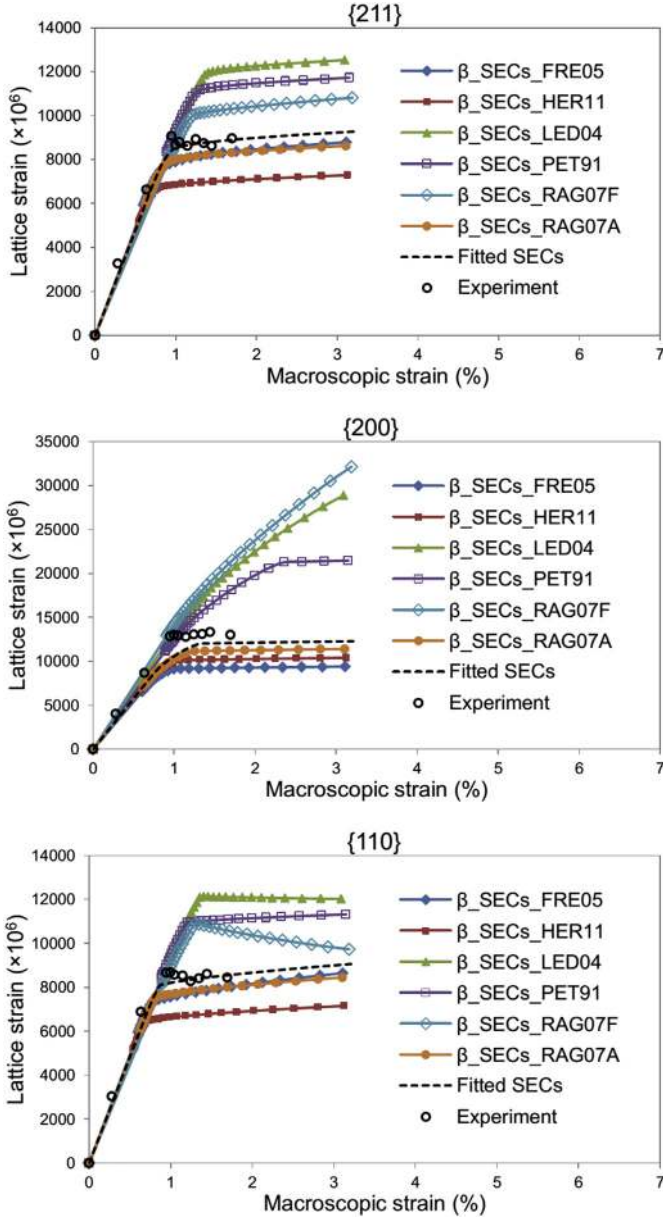 {211}
14000
12000
10000
8000
6000
4000
2000
0
Lattice strain (×10⁶)
β_SECs_FRE05
β_SECs_HER11
β_SECs_LED04
β_SECs_PET91
β_SECs_RAG07F
β_SECs_RAG07A
Fitted SECs
Experiment
0 1 2 3 4 5 6 7
Macroscopic strain (%)
{200}
35000
30000
25000
20000
15000
10000
5000
0
Lattice strain (×10⁶)
β_SECs_FRE05
β_SECs_HER11
β_SECs_LED04
β_SECs_PET91
β_SECs_RAG07F
β_SECs_RAG07A
Fitted SECs
Experiment
0 1 2 3 4 5 6 7
Macroscopic strain (%)
{110}
14000
12000
10000
8000
6000
4000
2000
0
Lattice strain (×10⁶)
β_SECs_FRE05
β_SECs_HER11
β_SECs_LED04
β_SECs_PET91
β_SECs_RAG07F
β_SECs_RAG07A
Fitted SECs
Experiment
0 1 2 3 4 5 6 7
Macroscopic strain (%)